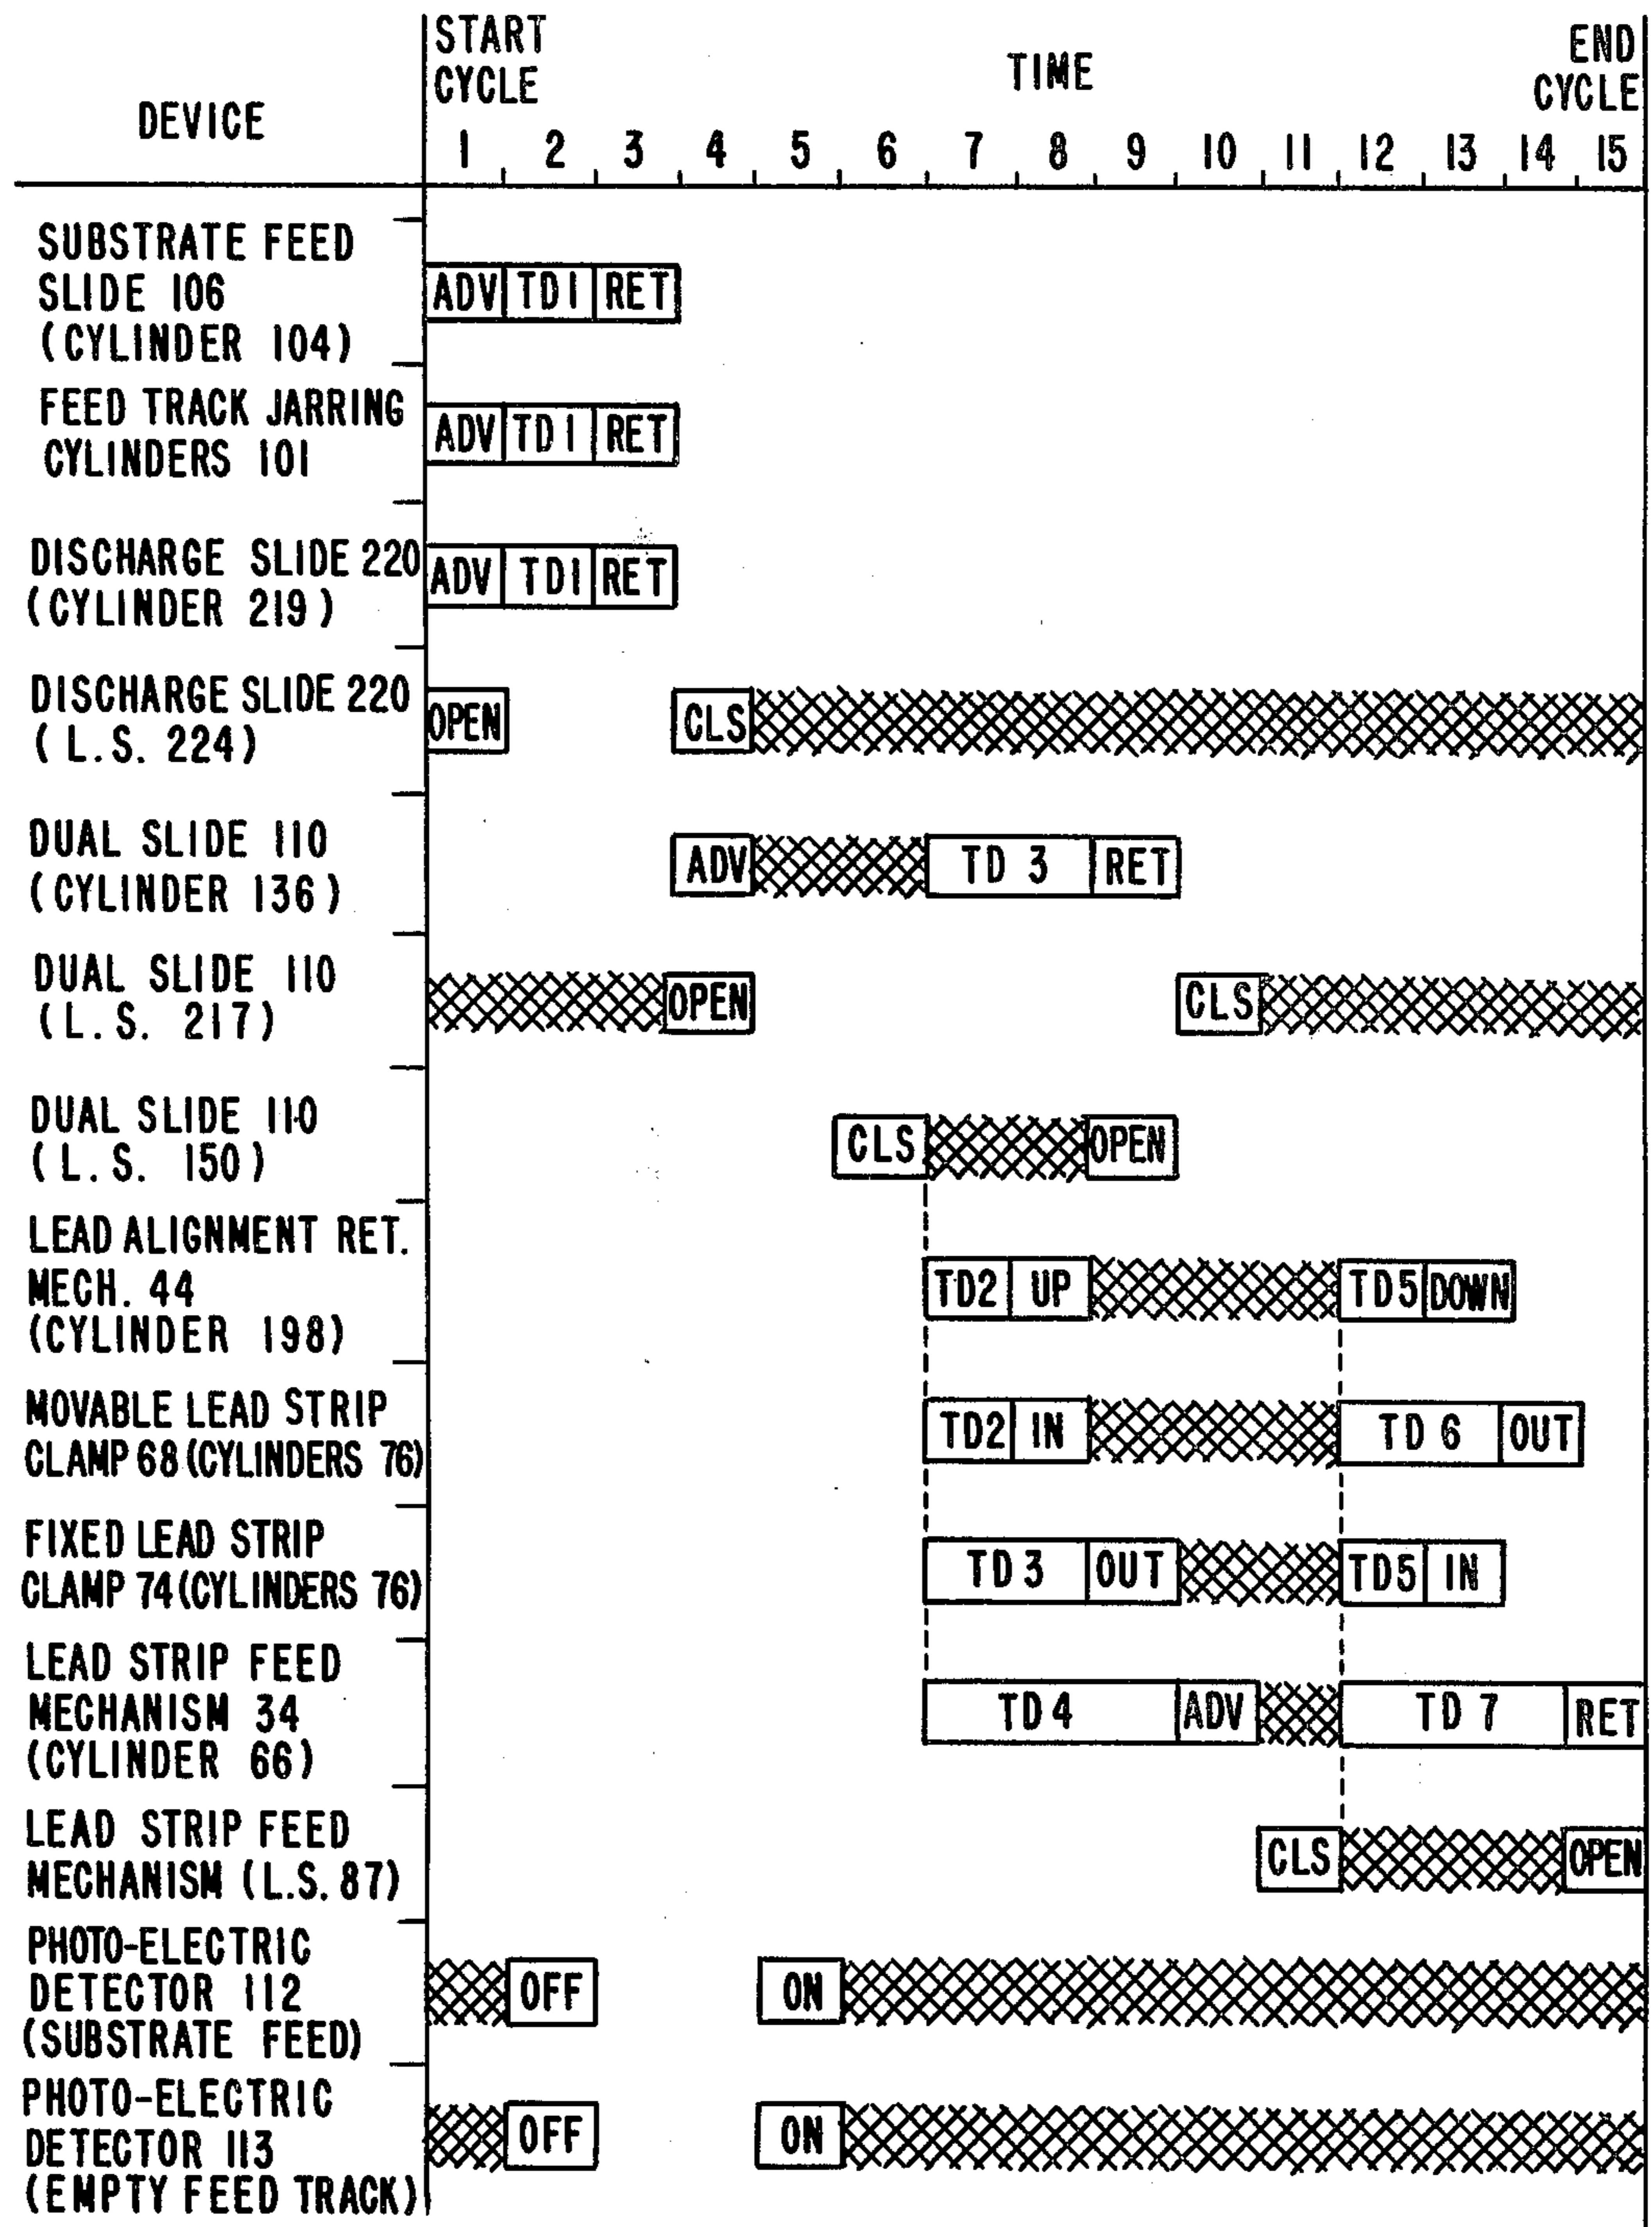 START
CYCLE
TIME
END
CYCLE
DEVICE
1 2 3 4 5 6 7 8 9 10 11 12 13 14 15
SUBSTRATE FEED
SLIDE 106
(CYLINDER 104)
ADV TD1 RET
FEED TRACK JARRING
CYLINDERS 101
ADV TD1 RET
DISCHARGE SLIDE 220
(CYLINDER 219)
ADV TD1 RET
DISCHARGE SLIDE 220
(L.S. 224)
OPEN CLS
DUAL SLIDE 110
(CYLINDER 136)
ADV TD 3 RET
DUAL SLIDE 110
(L.S. 217)
OPEN CLS
DUAL SLIDE 110
(L.S. 150)
CLS OPEN
LEAD ALIGNMENT RET.
MECH. 44
(CYLINDER 198)
TD2 UP TD5 DOWN
MOVABLE LEAD STRIP
CLAMP 68 (CYLINDERS 76)
TD2 IN TD 6 OUT
FIXED LEAD STRIP
CLAMP 74 (CYLINDERS 76)
TD 3 OUT TD5 IN
LEAD STRIP FEED
MECHANISM 34
(CYLINDER 66)
TD 4 ADV TD 7 RET
LEAD STRIP FEED
MECHANISM (L.S. 87)
CLS OPEN
PHOTO-ELECTRIC
DETECTOR 112
(SUBSTRATE FEED)
OFF ON
PHOTO-ELECTRIC
DETECTOR 113
(EMPTY FEED TRACK)
OFF ON